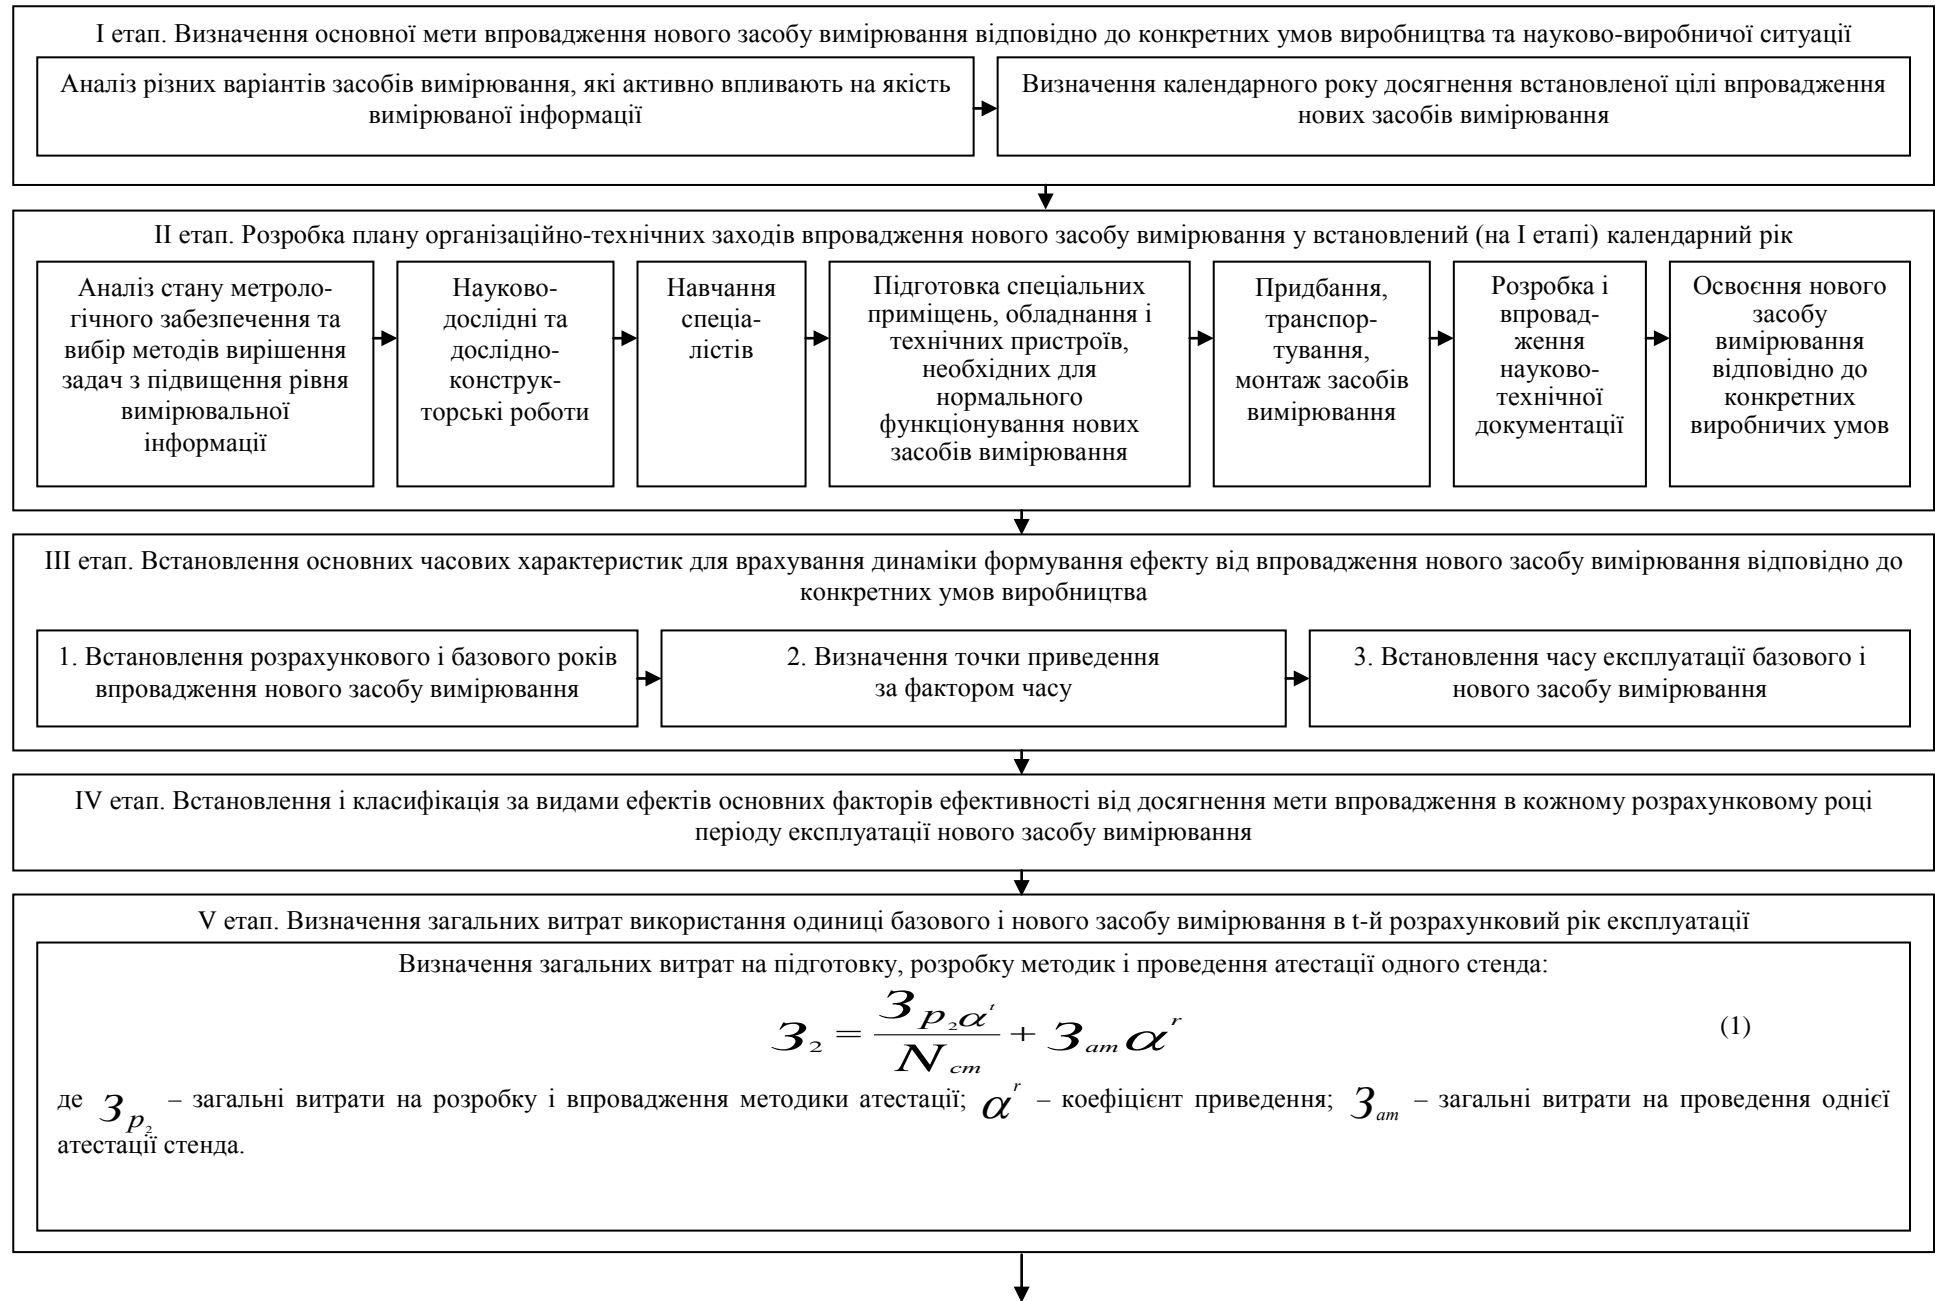 I етап. Визначення основної мети впровадження нового засобу вимірювання відповідно до конкретних умов виробництва та науково-виробничої ситуації
Аналіз різних варіантів засобів вимірювання, які активно впливають на якість
вимірюваної інформації
Визначення календарного року досягнення встановленої цілі впровадження
нових засобів вимірювання
II етап. Розробка плану організаційно-технічних заходів впровадження нового засобу вимірювання у встановлений (на I етапі) календарний рік
Аналіз стану метроло-
гічного забезпечення та
вибір методів вирішення
задач з підвищення рівня
вимірювальної
інформації
Науково-
дослідні та
дослідно-
конструк-
торські роботи
Навчання
спеціа-
лістів
Підготовка спеціальних
приміщень, обладнання і
технічних пристроїв,
необхідних для
нормального
функціонування нових
засобів вимірювання
Придбання,
транспор-
тування,
монтаж засобів
вимірювання
Розробка і
впровад-
ження
науково-
технічної
документації
Освоєння нового
засобу
вимірювання
відповідно до
конкретних
виробничих умов
III етап. Встановлення основних часових характеристик для врахування динаміки формування ефекту від впровадження нового засобу вимірювання відповідно до
конкретних умов виробництва
1. Встановлення розрахункового і базового років
впровадження нового засобу вимірювання
2. Визначення точки приведення
за фактором часу
3. Встановлення часу експлуатації базового і
нового засобу вимірювання
IV етап. Встановлення і класифікація за видами ефектів основних факторів ефективності від досягнення мети впровадження в кожному розрахунковому році
періоду експлуатації нового засобу вимірювання
V етап. Визначення загальних витрат використання одиниці базового і нового засобу вимірювання в t-й розрахунковий рік експлуатації
Визначення загальних витрат на підготовку, розробку методик і проведення атестації одного стенда:
З₂ = З p₂α^t / N ст + З ат α^r (1)
де З p₂ – загальні витрати на розробку і впровадження методики атестації; α^r – коефіцієнт приведення; З ат – загальні витрати на проведення однієї
атестації стенда.